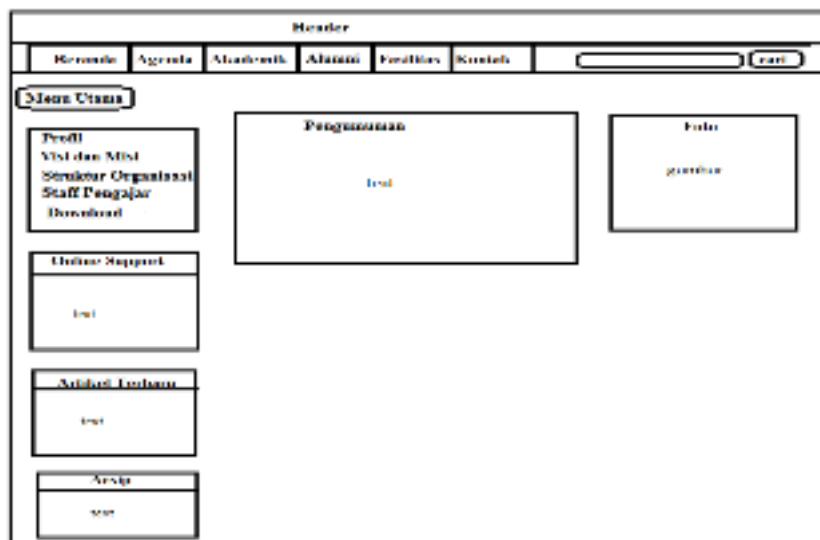 Header
Beranda Agenda Akademik Alumni Fasilitas Kontak cari
Menu Utama
Profil
Visi dan Misi
Struktur Organisasi
Staff Pengajar
Download
Pengumuman
text
Foto
gambar
Online Support
text
Artikel Terbaru
text
Arsip
text